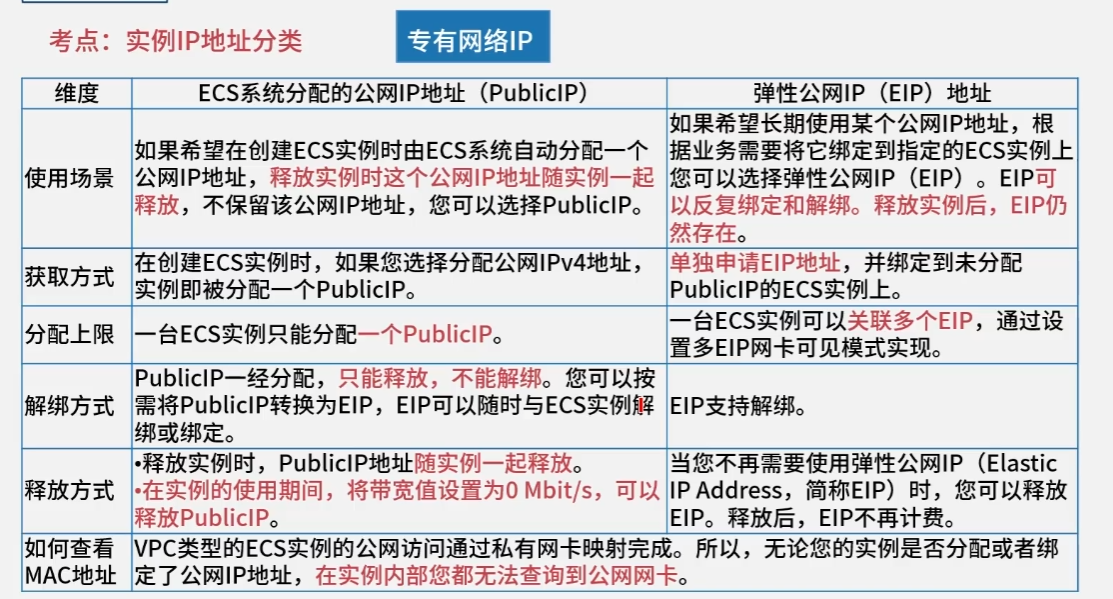 考点：实例IP地址分类
专有网络IP
维度
ECS系统分配的公网IP地址（PublicIP）
弹性公网IP（EIP）地址
使用场景
如果希望在创建ECS实例时由ECS系统自动分配一个
公网IP地址，释放实例时这个公网IP地址随实例一起
释放，不保留该公网IP地址，您可以选择PublicIP。
如果希望长期使用某个公网IP地址，根
据业务需要将它绑定到指定的ECS实例上
您可以选择弹性公网IP（EIP）。EIP可
以反复绑定和解绑。释放实例后，EIP仍
然存在。
获取方式
在创建ECS实例时，如果您选择分配公网IPv4地址，
实例即被分配一个PublicIP。
单独申请EIP地址，并绑定到未分配
PublicIP的ECS实例上。
分配上限
一台ECS实例只能分配一个PublicIP。
一台ECS实例可以关联多个EIP，通过设
置多EIP网卡可见模式实现。
解绑方式
PublicIP一经分配，只能释放，不能解绑。您可以按
需将PublicIP转换为EIP，EIP可以随时与ECS实例解
绑或绑定。
EIP支持解绑。
释放方式
•释放实例时，PublicIP地址随实例一起释放。
•在实例的使用期间，将带宽值设置为0 Mbit/s，可以
释放PublicIP。
当您不再需要使用弹性公网IP（Elastic
IP Address，简称EIP）时，您可以释放
EIP。释放后，EIP不再计费。
如何查看
MAC地址
VPC类型的ECS实例的公网访问通过私有网卡映射完成。所以，无论您的实例是否分配或者绑
定了公网IP地址，在实例内部您都无法查询到公网网卡。